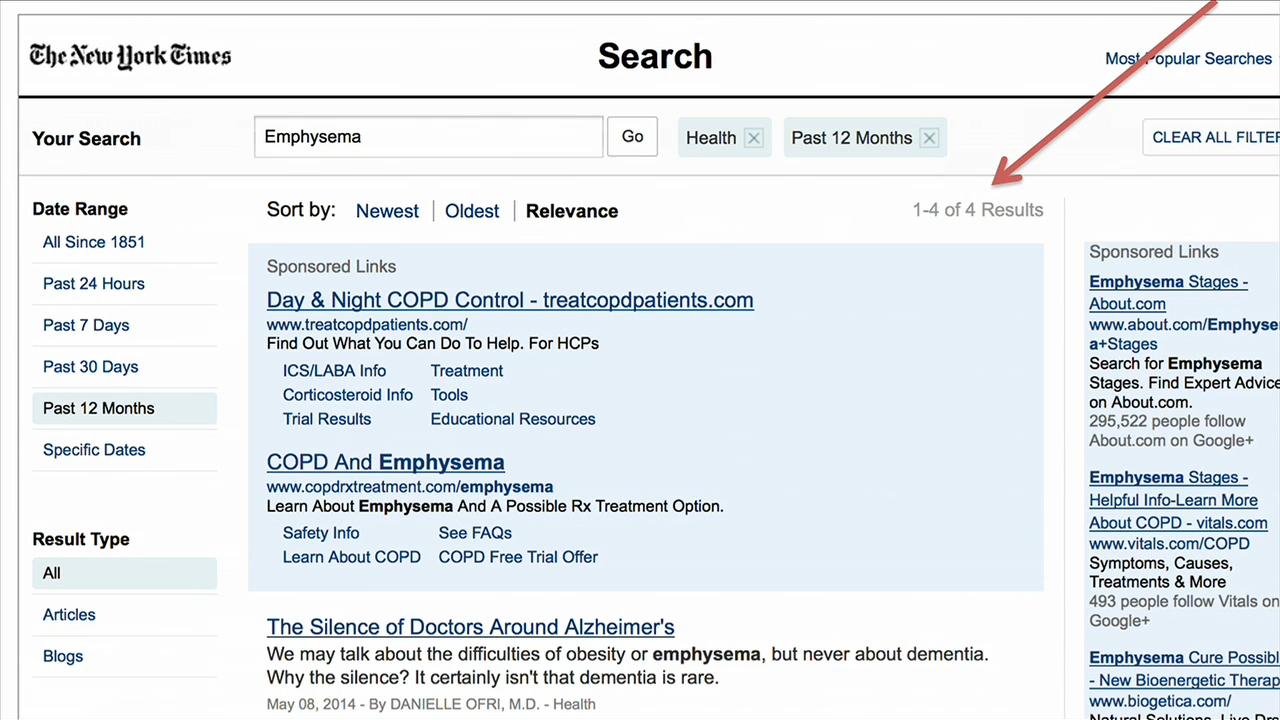 The New York Times
Search
Most Popular Searches
Your Search
Emphysema
Go
Health
Past 12 Months
CLEAR ALL FILTER
Date Range
All Since 1851
Past 24 Hours
Past 7 Days
Past 30 Days
Past 12 Months
Specific Dates
Result Type
All
Articles
Blogs
Sort by: Newest Oldest Relevance
1-4 of 4 Results
Sponsored Links
Day & Night COPD Control - treatcopdpatients.com
www.treatcopdpatients.com/
Find Out What You Can Do To Help. For HCPs
ICS/LABA Info Treatment
Corticosteroid Info Tools
Trial Results Educational Resources
COPD And Emphysema
www.copdrxtreatment.com/emphysema
Learn About Emphysema And A Possible Rx Treatment Option.
Safety Info See FAQs
Learn About COPD COPD Free Trial Offer
The Silence of Doctors Around Alzheimer's
We may talk about the difficulties of obesity or emphysema, but never about dementia.
Why the silence? It certainly isn't that dementia is rare.
May 08, 2014 - By DANIELLE OFRI, M.D. - Health
Sponsored Links
Emphysema Stages -
About.com
www.about.com/Emphyse
a+Stages
Search for Emphysema
Stages. Find Expert Advice
on About.com.
295,522 people follow
About.com on Google+
Emphysema Stages -
Helpful Info-Learn More
About COPD - vitals.com
www.vitals.com/COPD
Symptoms, Causes,
Treatments & More
493 people follow Vitals on
Google+
Emphysema Cure Possibl
- New Bioenergetic Therap
www.biogetica.com/
Natural Solutions. Live